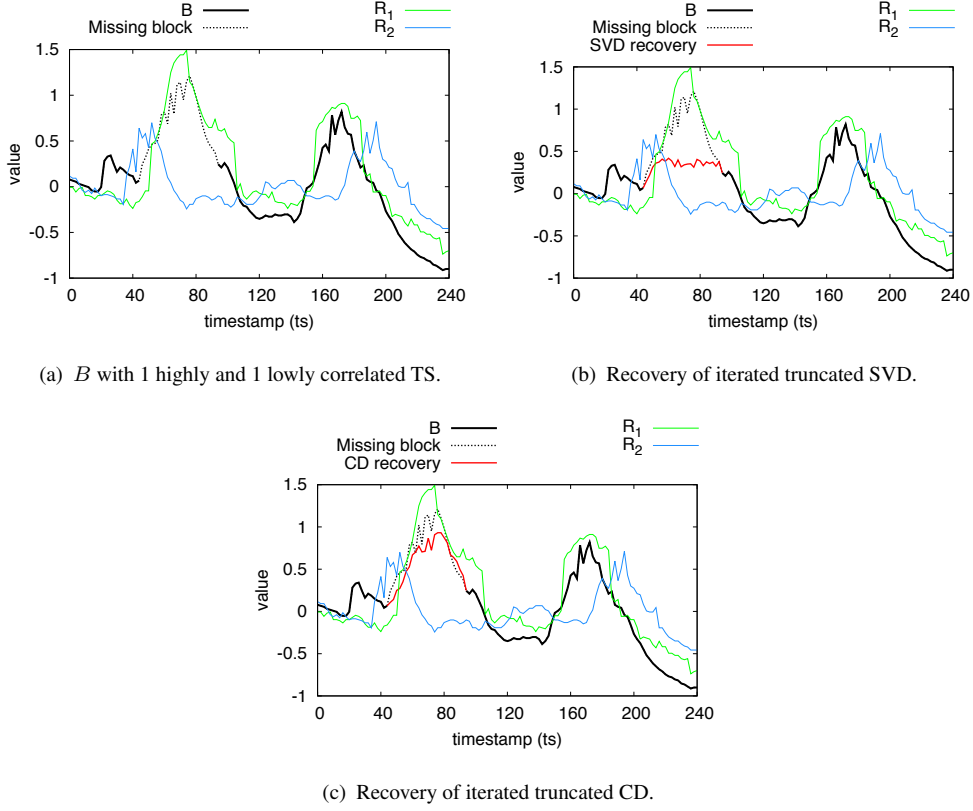 B R₁
Missing block R₂
1.5
1
0.5
0
-0.5
-1
value
0 40 80 120 160 200 240
timestamp (ts)
(a) B with 1 highly and 1 lowly correlated TS.
B R₁
Missing block R₂
SVD recovery
1.5
1
0.5
0
-0.5
-1
value
0 40 80 120 160 200 240
timestamp (ts)
(b) Recovery of iterated truncated SVD.
B R₁
Missing block R₂
CD recovery
1.5
1
0.5
0
-0.5
-1
value
0 40 80 120 160 200 240
timestamp (ts)
(c) Recovery of iterated truncated CD.